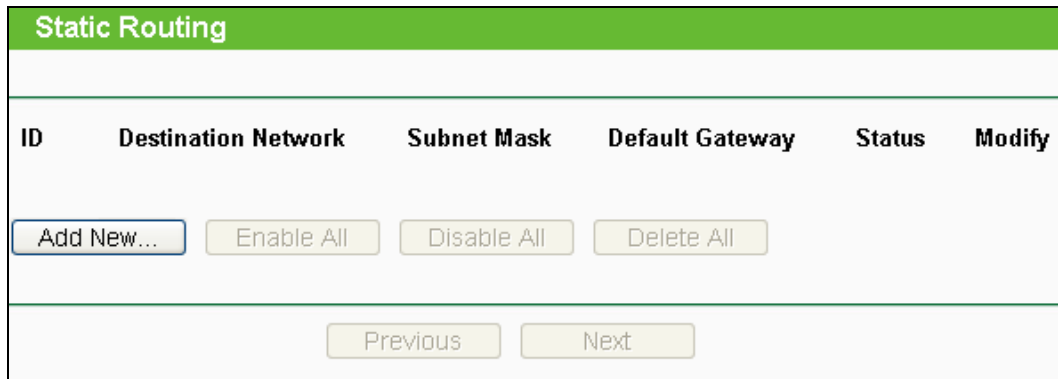 Static Routing
ID Destination Network Subnet Mask Default Gateway Status Modify
Add New... Enable All Disable All Delete All
Previous Next